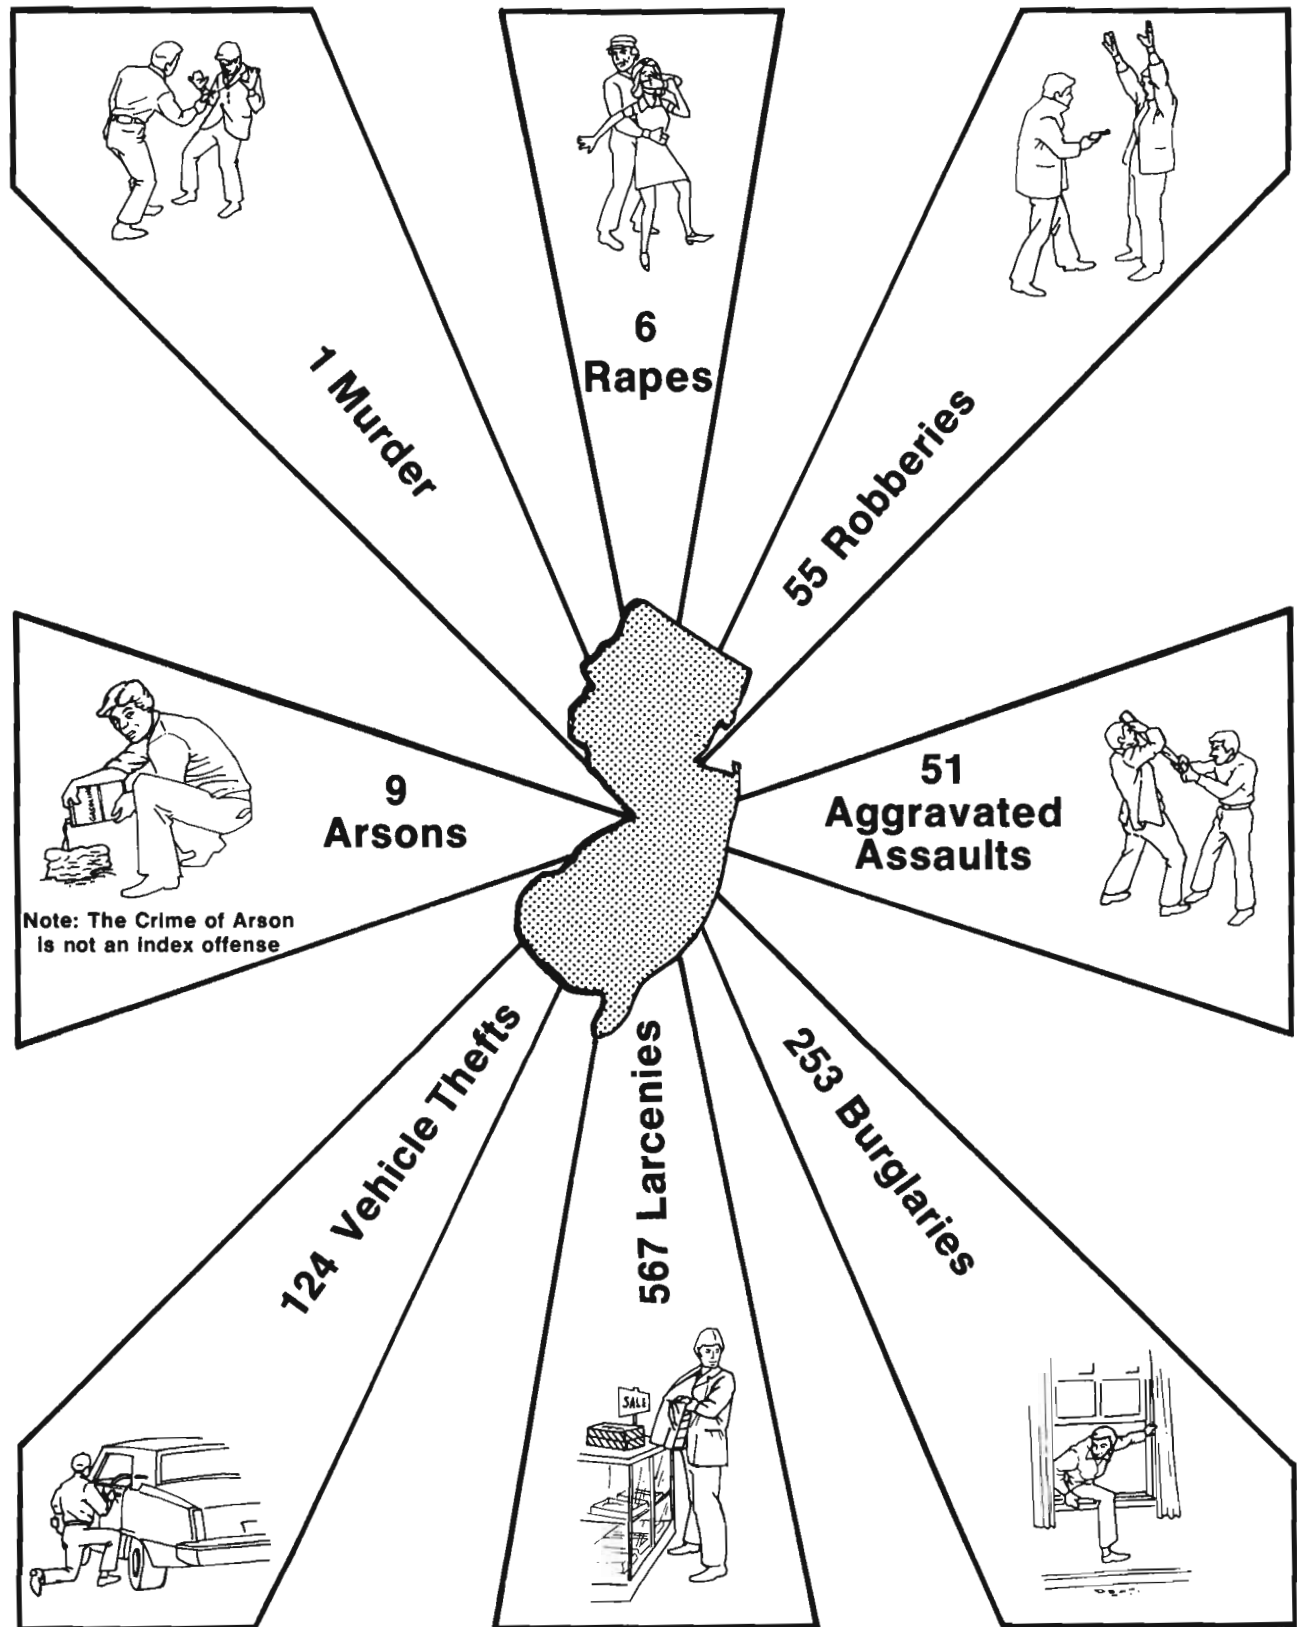 1 Murder
6
Rapes
55 Robberies
9
Arsons
Note: The Crime of Arson
is not an index offense
51
Aggravated
Assaults
124 Vehicle Thefts
567 Larcenies
253 Burglaries
SALE